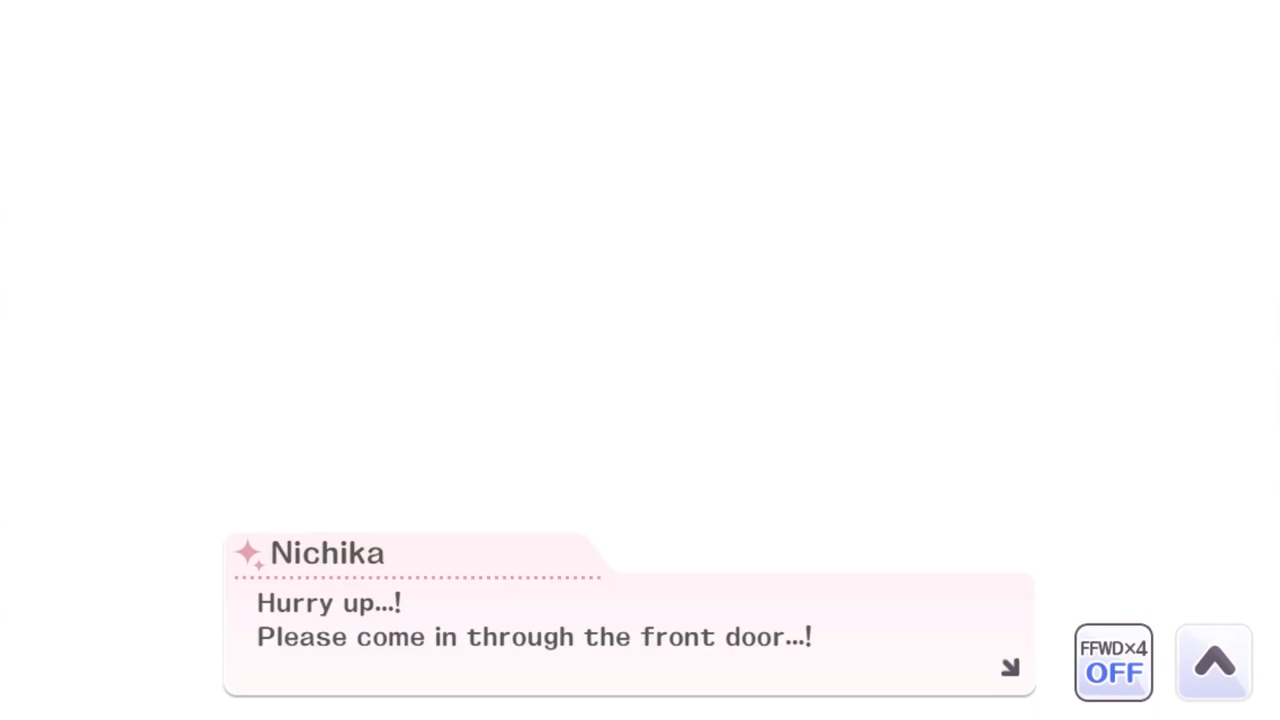 Nichika
Hurry up...!
Please come in through the front door...!
FFWD×4
OFF